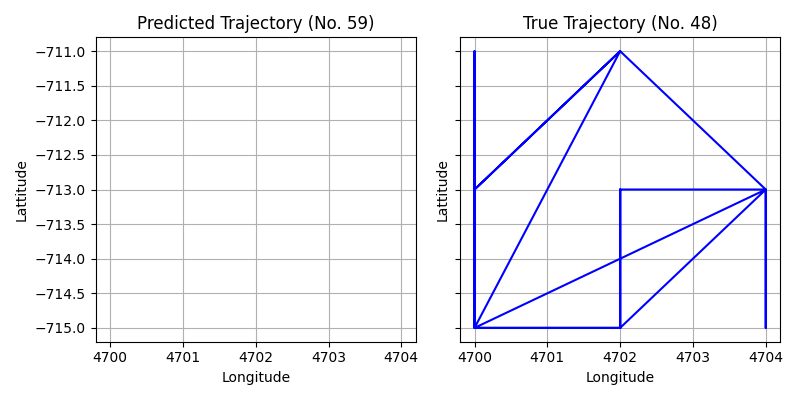 Predicted Trajectory (No. 59)
True Trajectory (No. 48)
Lattitude
−711.0
−711.5
−712.0
−712.5
−713.0
−713.5
−714.0
−714.5
−715.0
4700 4701 4702 4703 4704
Longitude
Lattitude
4700 4701 4702 4703 4704
Longitude